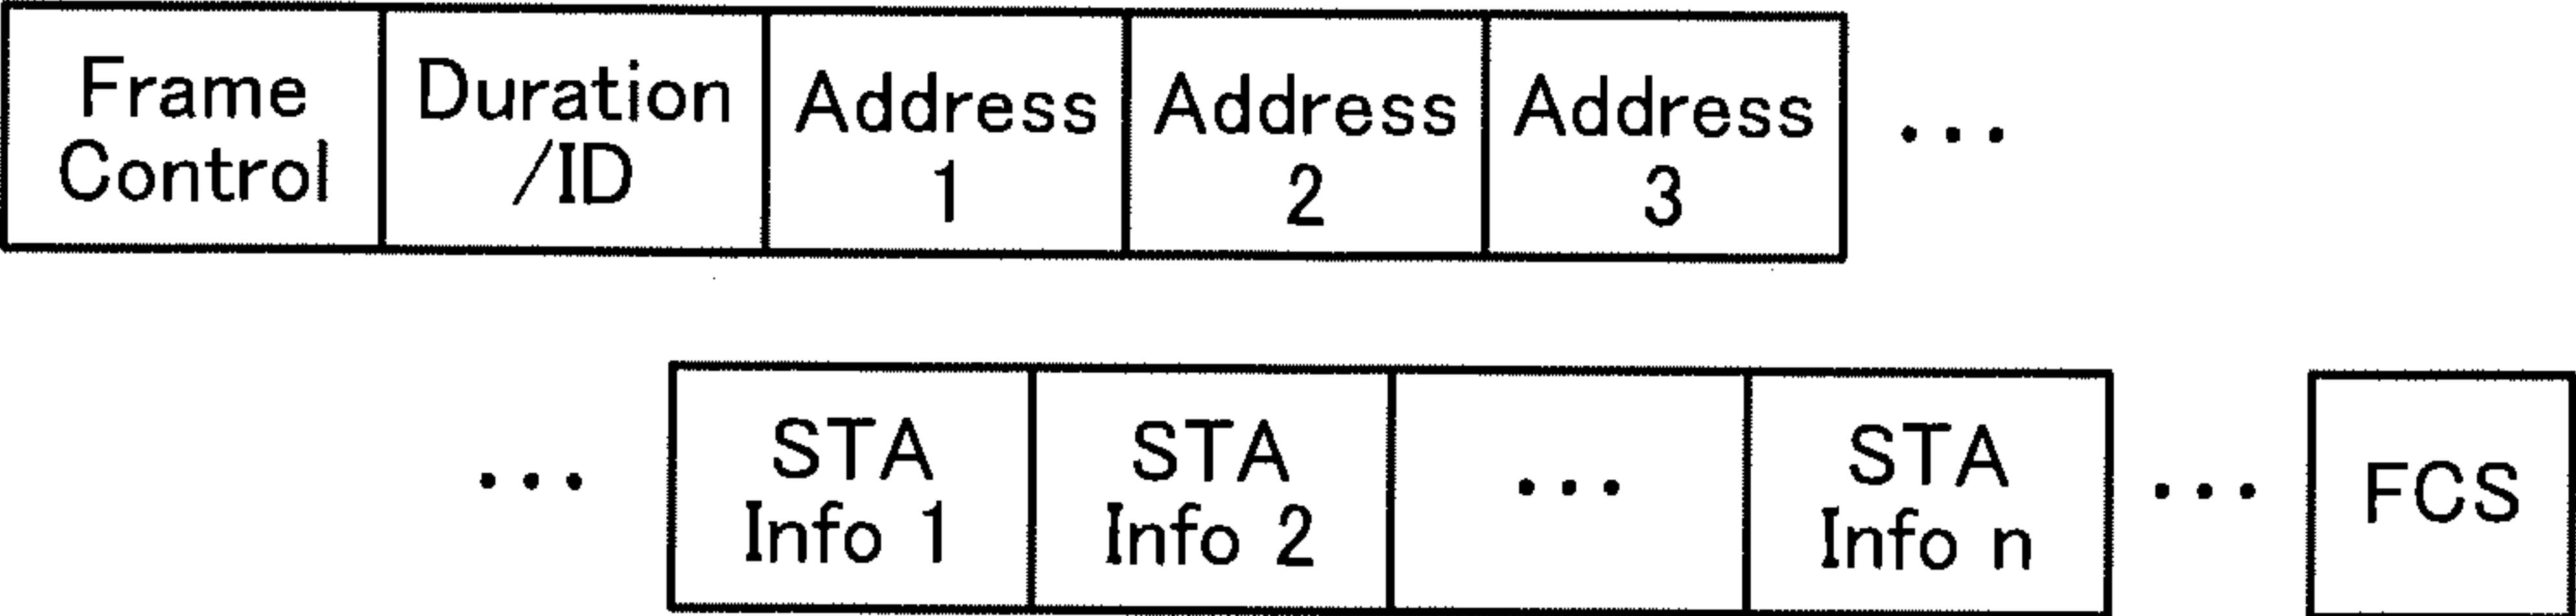 Frame
Control
Duration
/ID
Address
1
Address
2
Address
3
...
...
STA
Info 1
STA
Info 2
...
STA
Info n
...
FCS